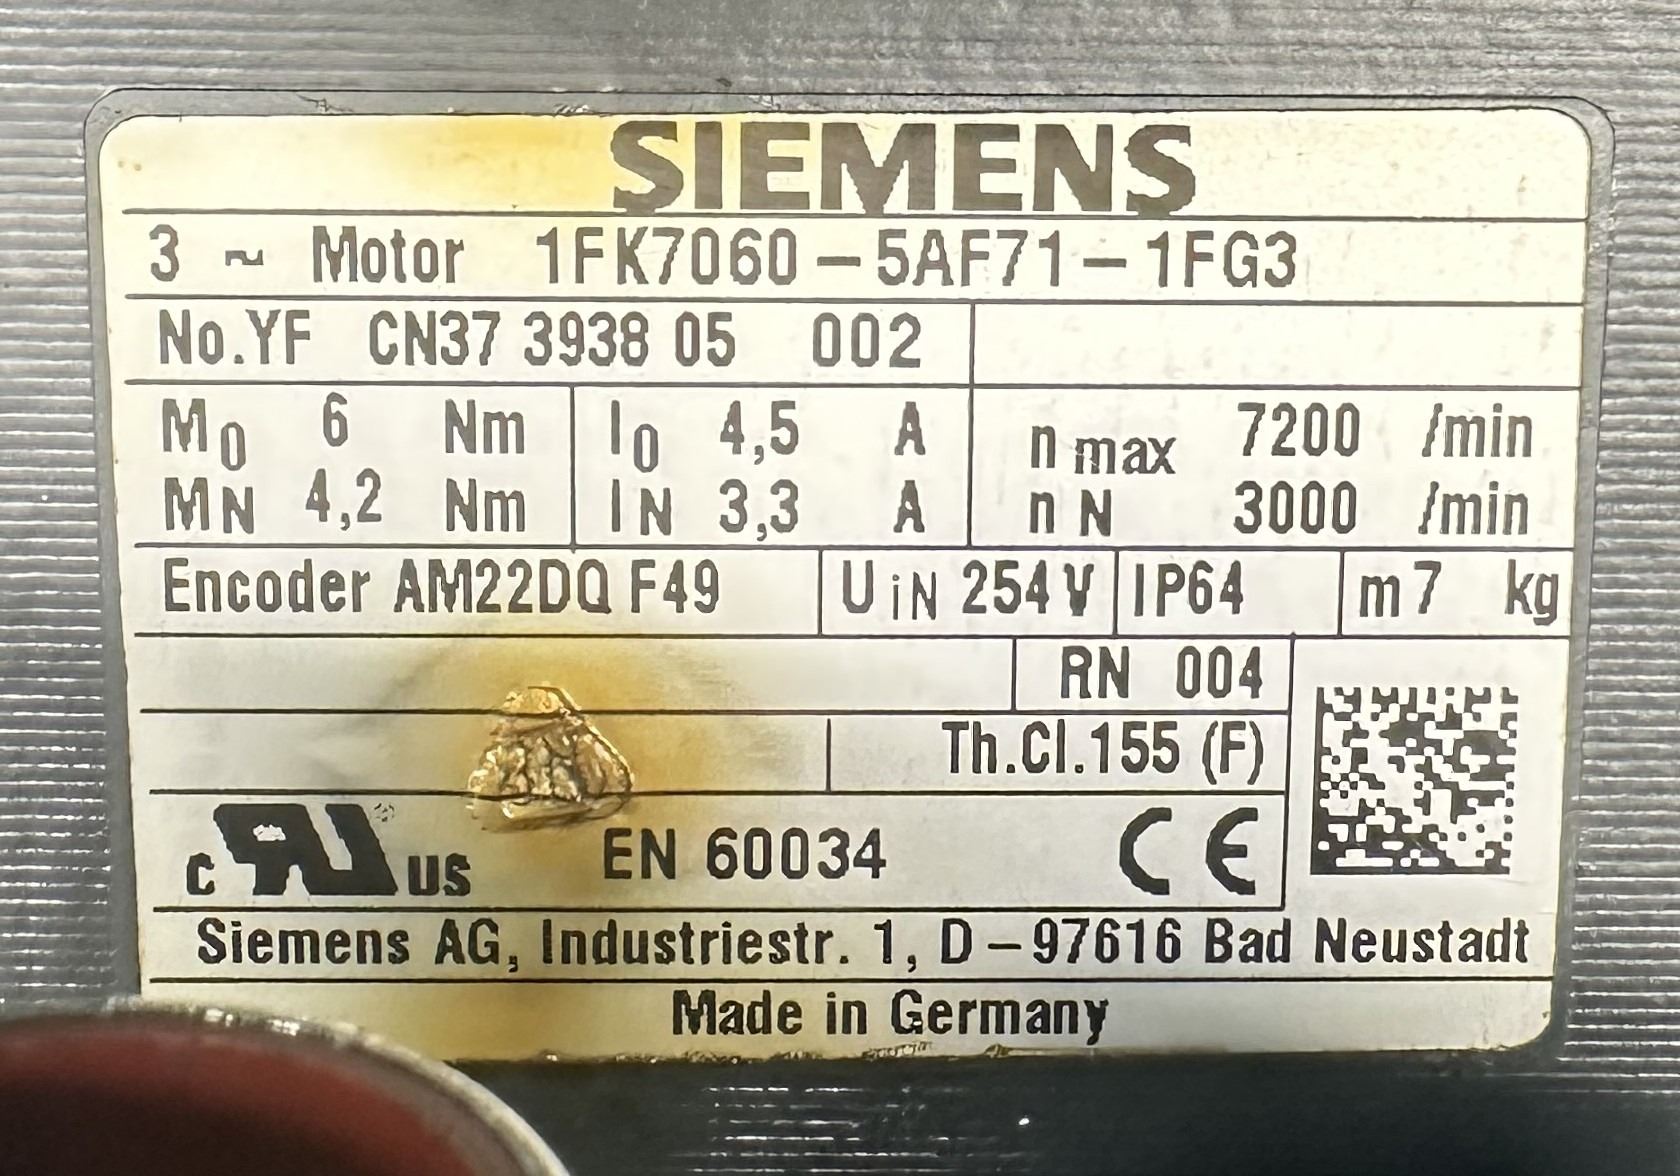 SIEMENS
3 ~ Motor 1FK7060-5AF71-1FG3
No.YF CN37 3938 05 002
M0 6 Nm I0 4,5 A n max 7200 /min
MN 4,2 Nm IN 3,3 A n N 3000 /min
Encoder AM22DQ F49 U iN 254 V IP64 m 7 kg
RN 004
Th.Cl.155 (F)
c RU US EN 60034 CE
Siemens AG, Industriestr. 1, D-97616 Bad Neustadt
Made in Germany